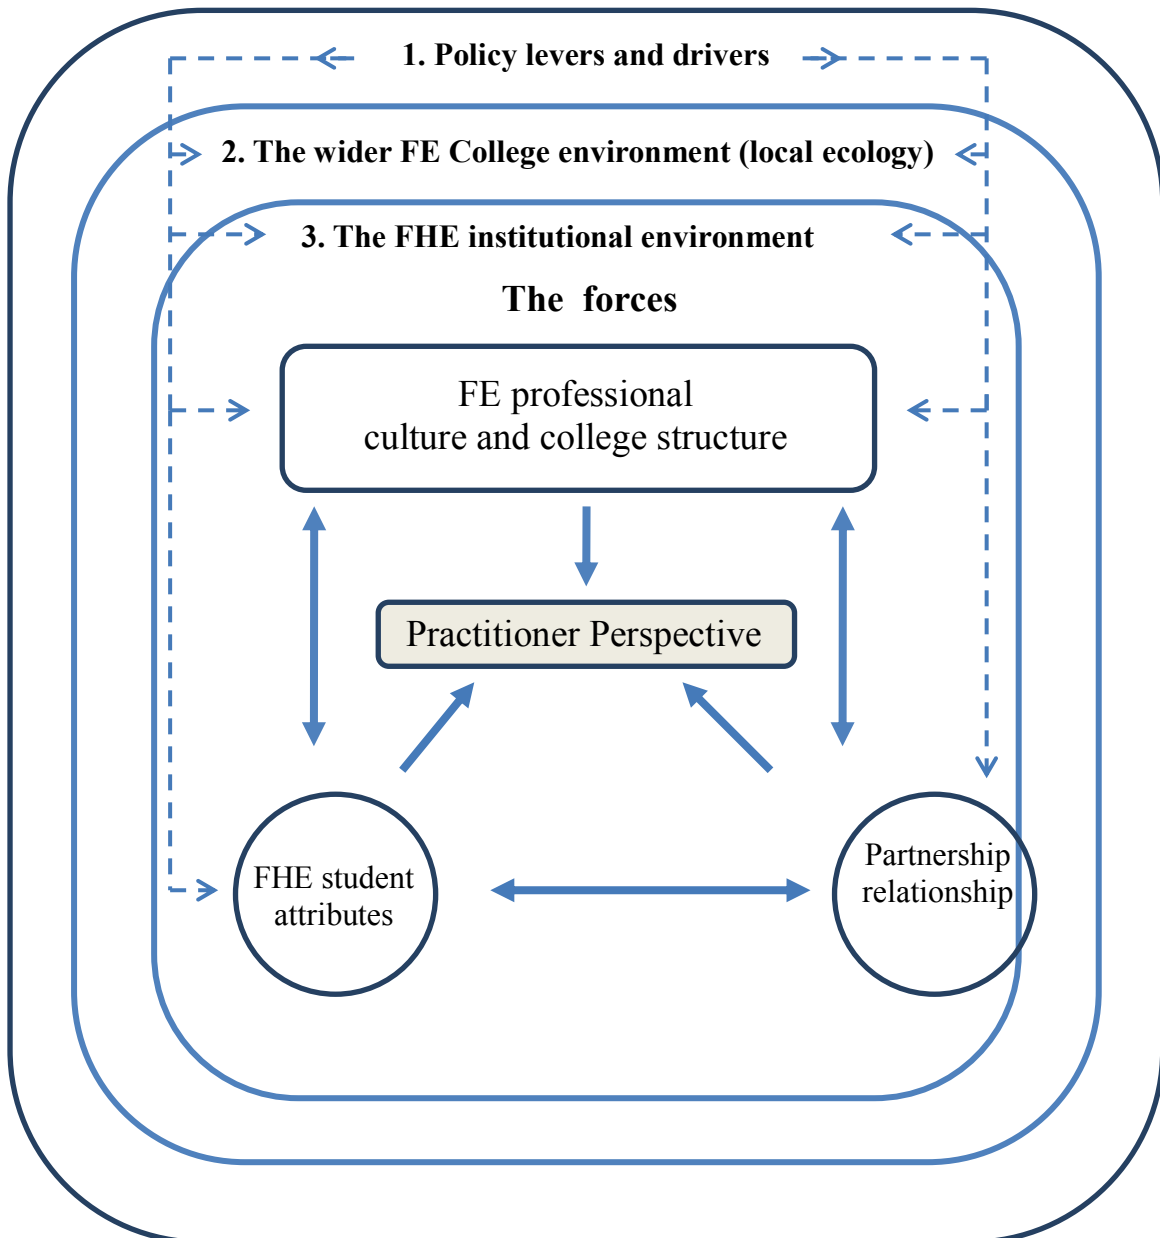 1. Policy levers and drivers
2. The wider FE College environment (local ecology)
3. The FHE institutional environment
The forces
FE professional
culture and college structure
Practitioner Perspective
FHE student
attributes
Partnership
relationship